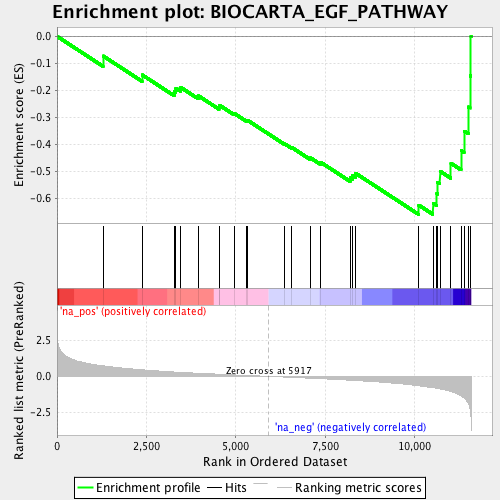 Enrichment plot: BIOCARTA_EGF_PATHWAY
Enrichment score (ES)
0.0
-0.1
-0.2
-0.3
-0.4
-0.5
-0.6
'na_pos' (positively correlated)
Ranked list metric (PreRanked)
2.5
0.0
-2.5
Zero cross at 5917
'na_neg' (negatively correlated)
0
2,500
5,000
7,500
10,000
Rank in Ordered Dataset
Enrichment profile
Hits
Ranking metric scores